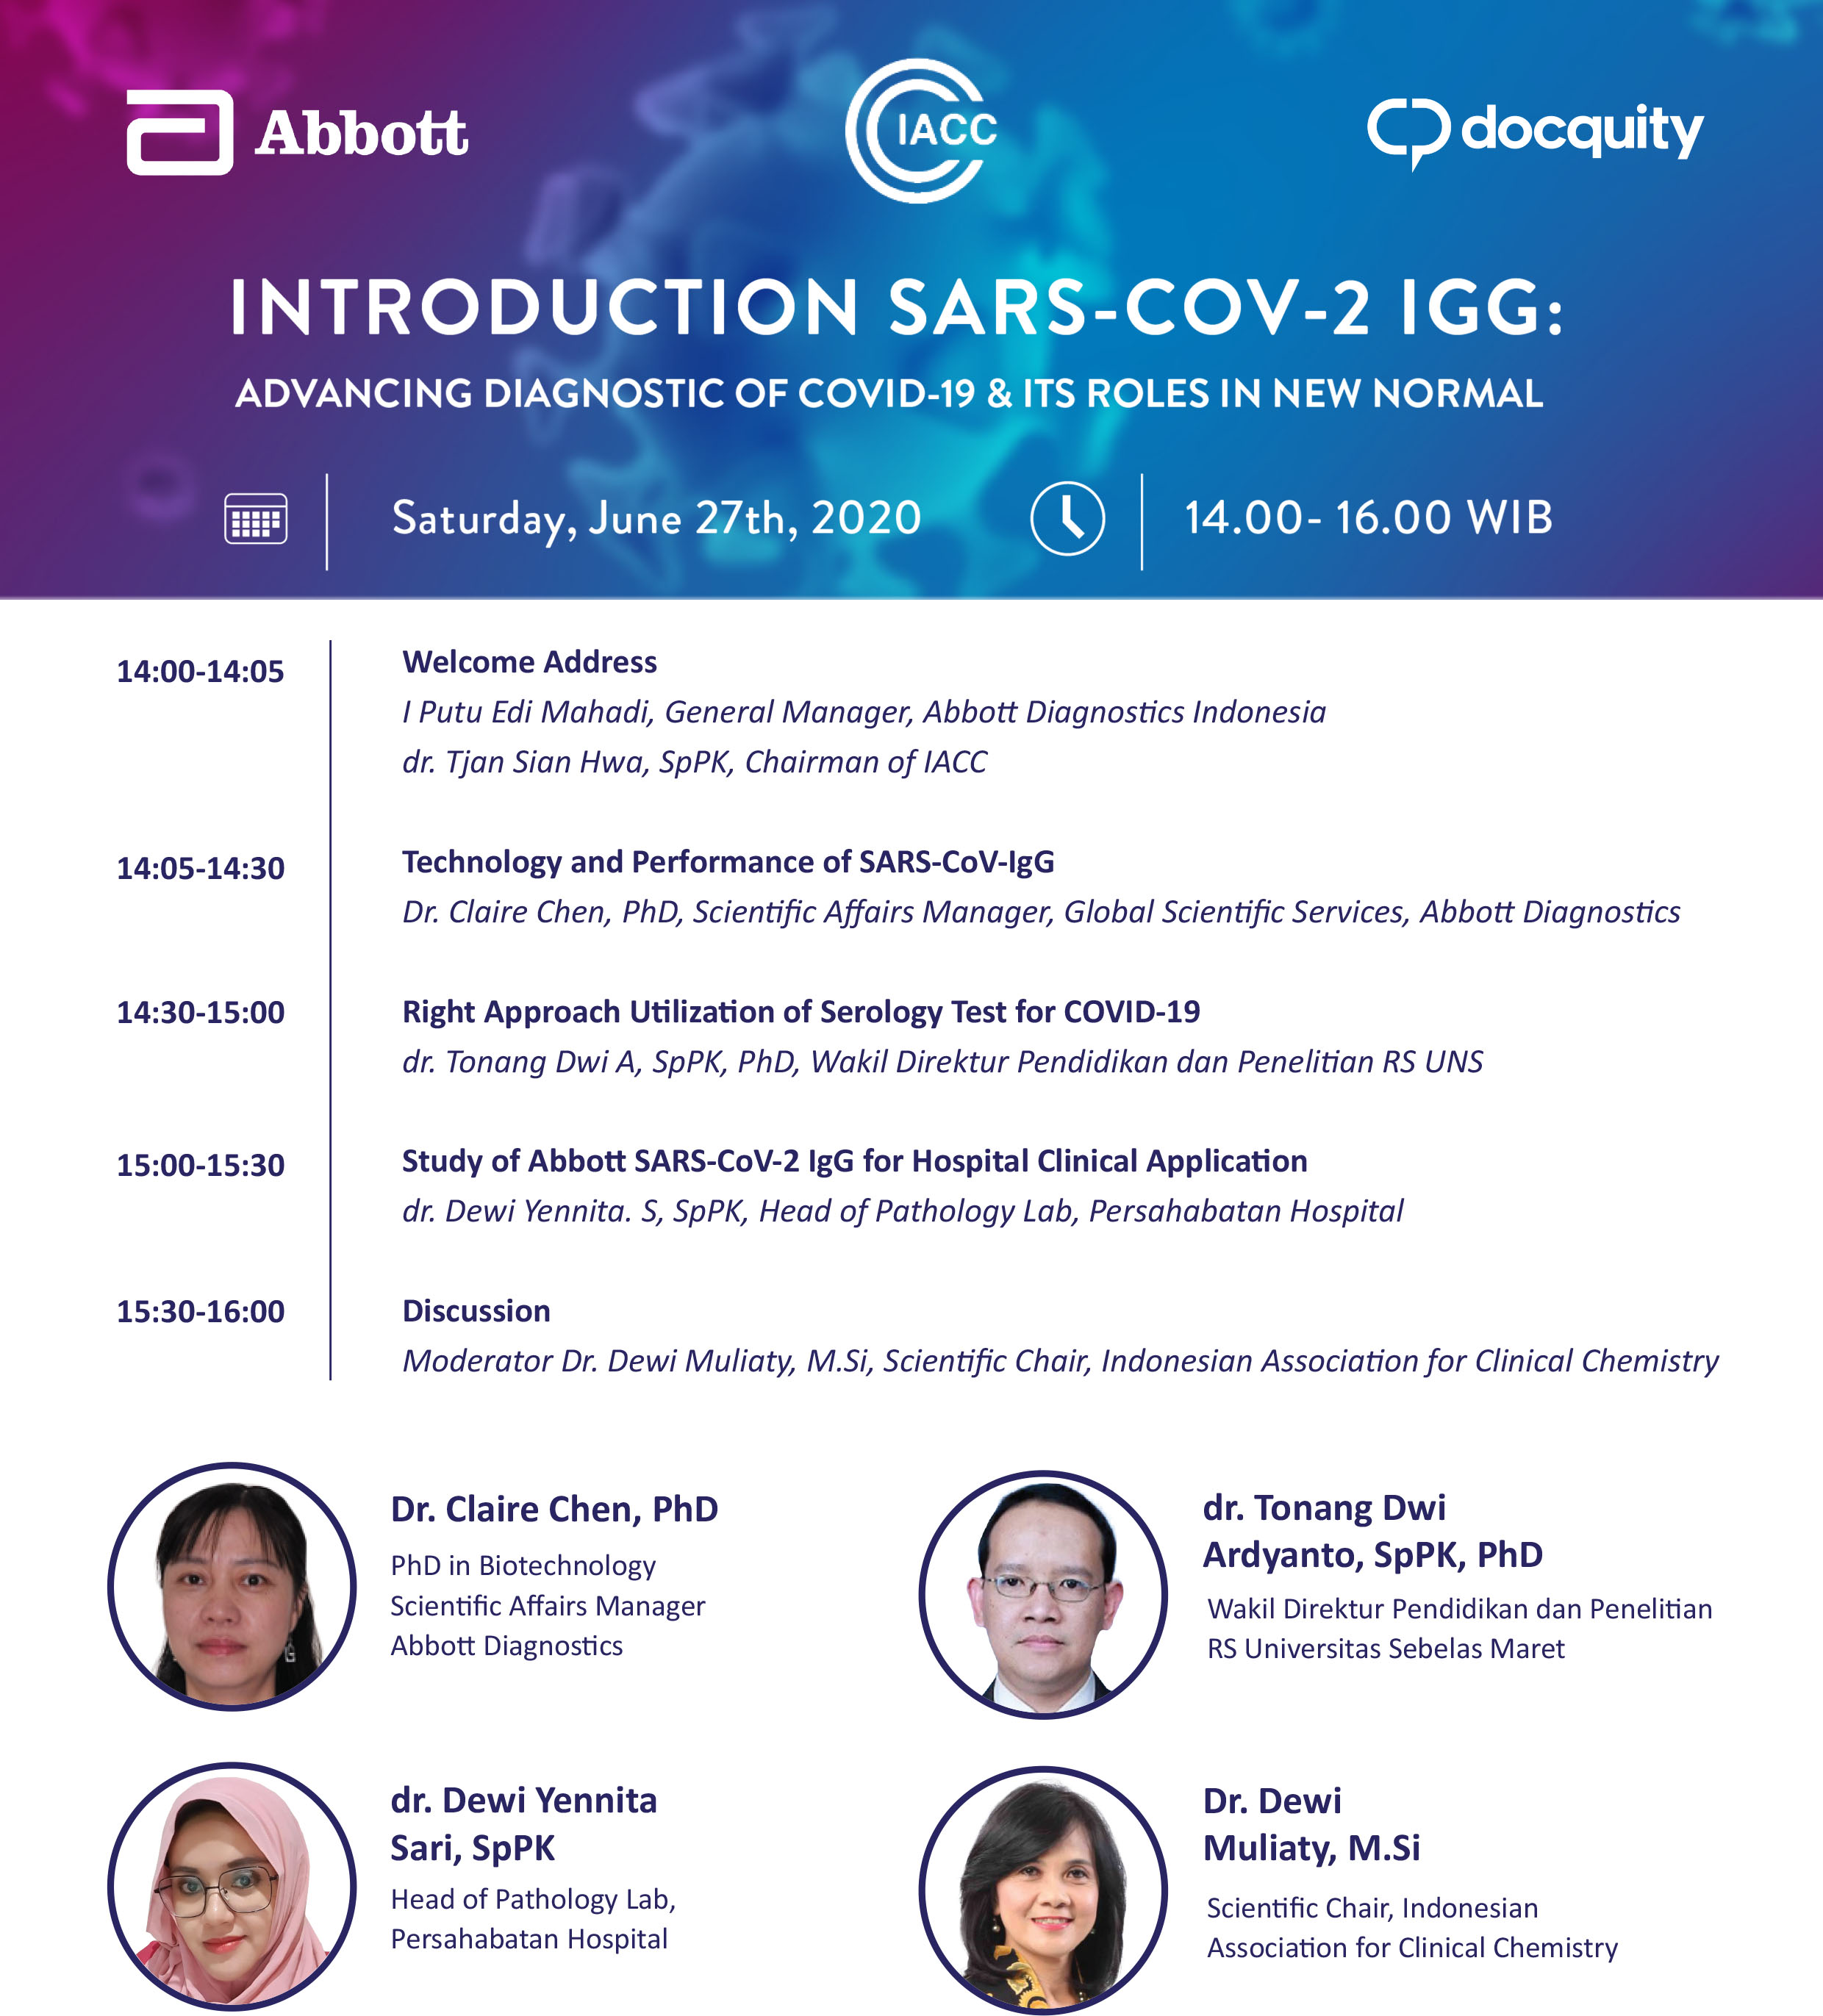 Abbott
IACC
docquity
INTRODUCTION SARS-COV-2 IGG:
ADVANCING DIAGNOSTIC OF COVID-19 & ITS ROLES IN NEW NORMAL
Saturday, June 27th, 2020
14.00- 16.00 WIB
14:00-14:05
Welcome Address
I Putu Edi Mahadi, General Manager, Abbott Diagnostics Indonesia
dr. Tjan Sian Hwa, SpPK, Chairman of IACC
14:05-14:30
Technology and Performance of SARS-CoV-IgG
Dr. Claire Chen, PhD, Scientific Affairs Manager, Global Scientific Services, Abbott Diagnostics
14:30-15:00
Right Approach Utilization of Serology Test for COVID-19
dr. Tonang Dwi A, SpPK, PhD, Wakil Direktur Pendidikan dan Penelitian RS UNS
15:00-15:30
Study of Abbott SARS-CoV-2 IgG for Hospital Clinical Application
dr. Dewi Yennita. S, SpPK, Head of Pathology Lab, Persahabatan Hospital
15:30-16:00
Discussion
Moderator Dr. Dewi Muliaty, M.Si, Scientific Chair, Indonesian Association for Clinical Chemistry
Dr. Claire Chen, PhD
PhD in Biotechnology
Scientific Affairs Manager
Abbott Diagnostics
dr. Tonang Dwi
Ardyanto, SpPK, PhD
Wakil Direktur Pendidikan dan Penelitian
RS Universitas Sebelas Maret
dr. Dewi Yennita
Sari, SpPK
Head of Pathology Lab,
Persahabatan Hospital
Dr. Dewi
Muliaty, M.Si
Scientific Chair, Indonesian
Association for Clinical Chemistry